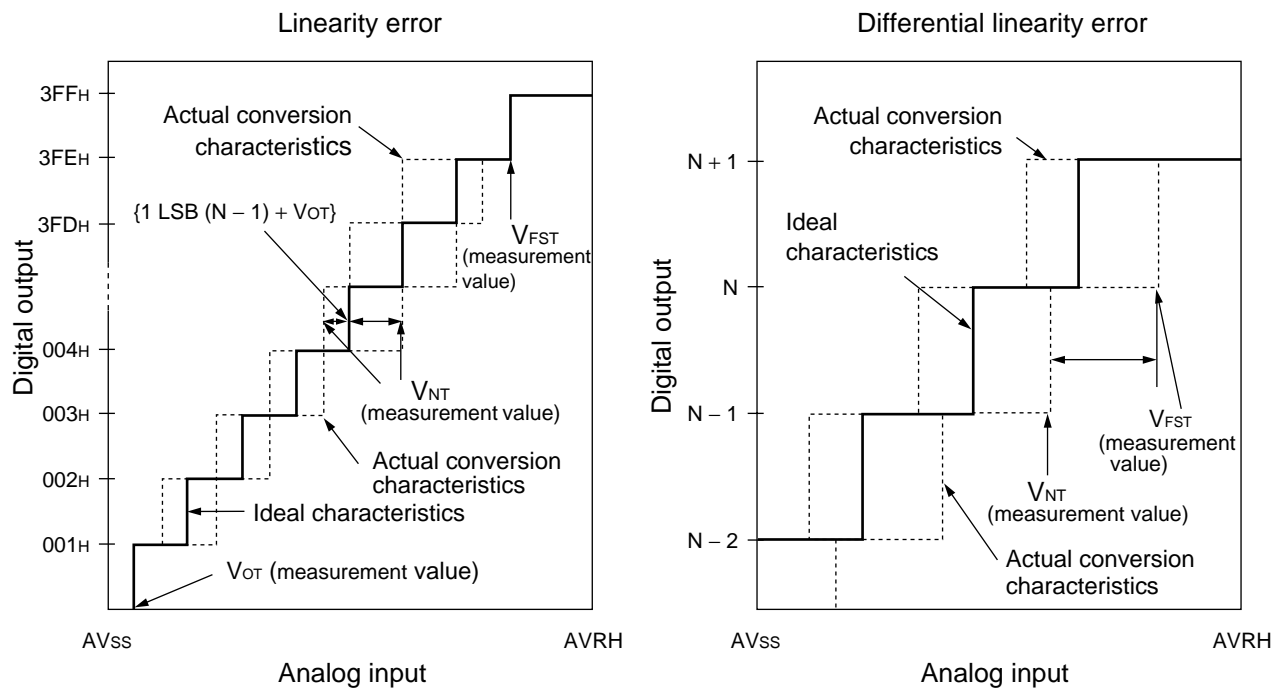 Linearity error
3FFH
3FEH
3FDH
004H
003H
002H
001H
Digital output
Actual conversion
characteristics
{1 LSB (N – 1) + VOT}
VFST
(measurement
value)
VNT
(measurement value)
Actual conversion
characteristics
Ideal characteristics
VOT (measurement value)
AVSS
AVRH
Analog input
Differential linearity error
N + 1
N
N – 1
N – 2
Digital output
Actual conversion
characteristics
Ideal
characteristics
VFST
(measurement
value)
VNT
(measurement value)
Actual conversion
characteristics
AVSS
AVRH
Analog input